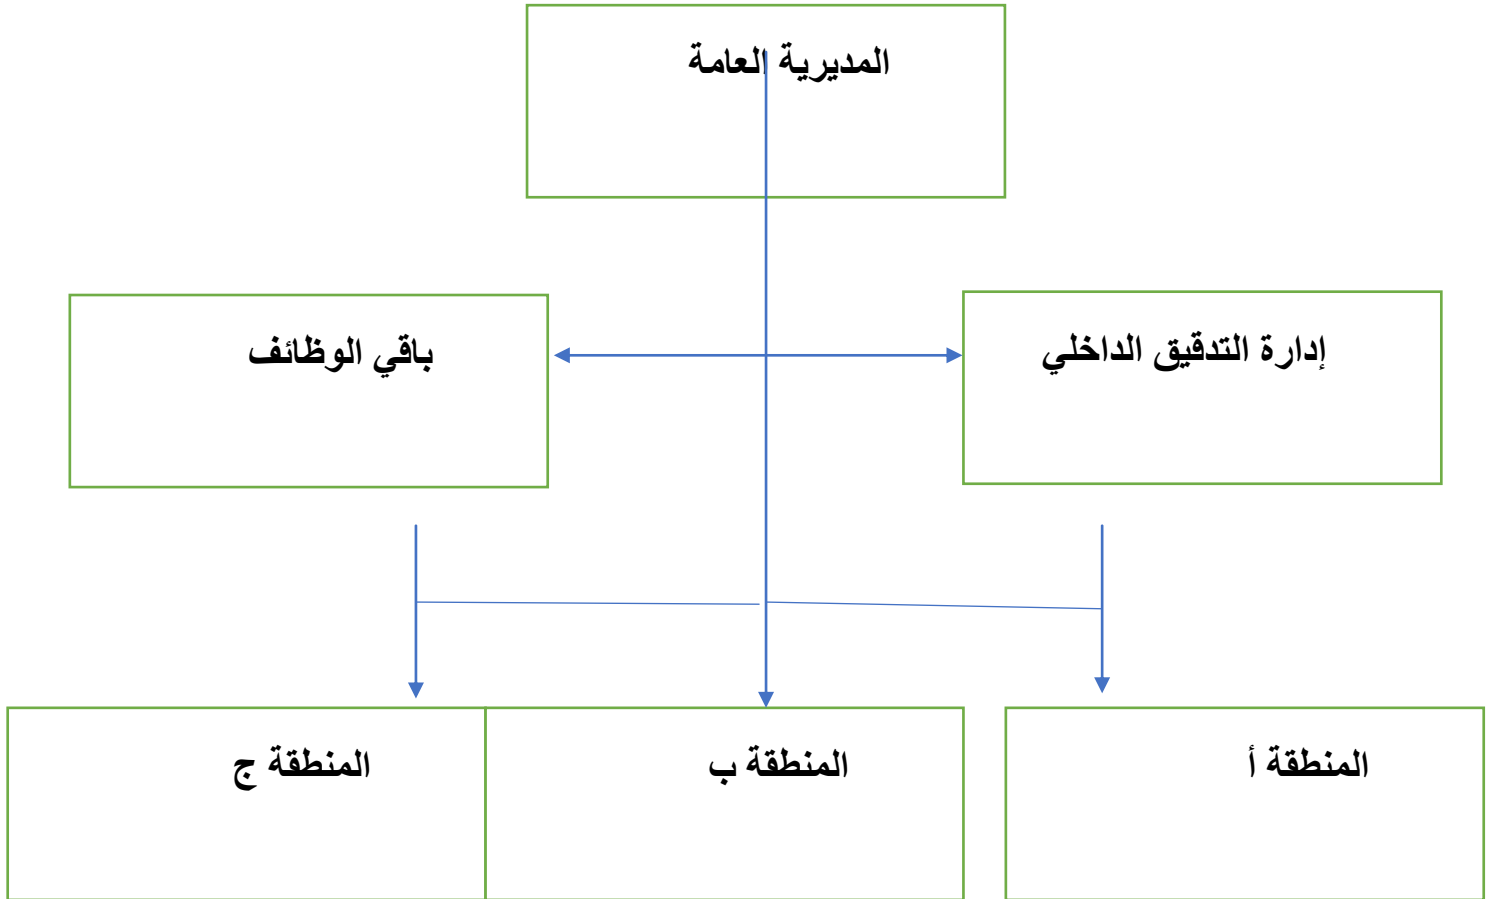 المديرية العامة
إدارة التدقيق الداخلي
باقي الوظائف
المنطقة أ
المنطقة ب
المنطقة ج